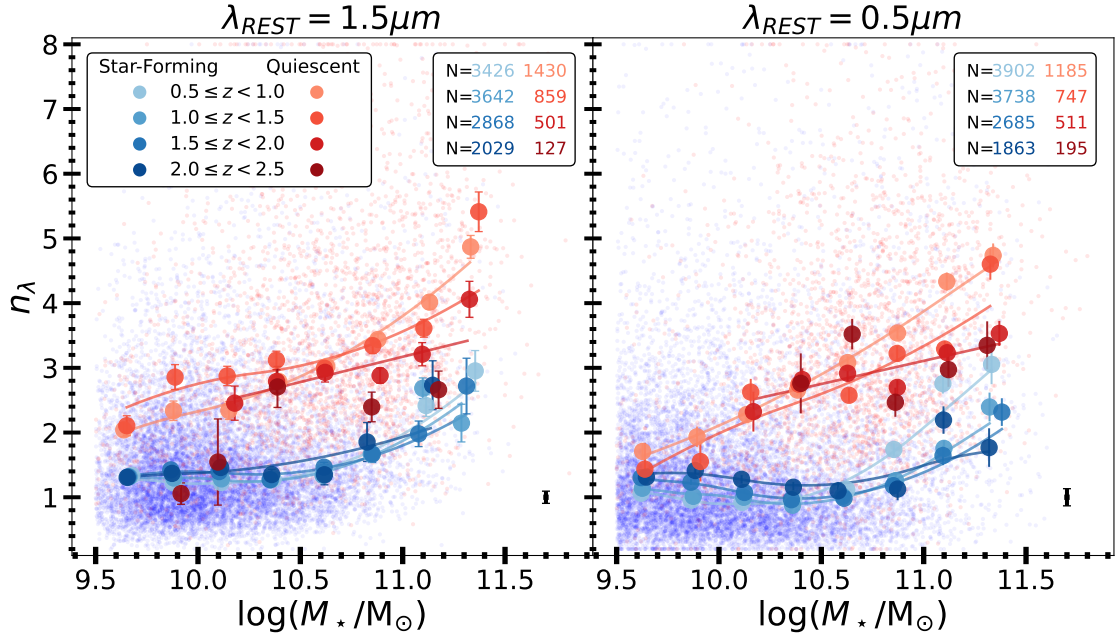 λ_REST = 1.5μm
λ_REST = 0.5μm
n_λ
8
7
6
5
4
3
2
1
Star-Forming Quiescent
0.5 ≤ z < 1.0
1.0 ≤ z < 1.5
1.5 ≤ z < 2.0
2.0 ≤ z < 2.5
N=3426 1430
N=3642 859
N=2868 501
N=2029 127
N=3902 1185
N=3738 747
N=2685 511
N=1863 195
9.5 10.0 10.5 11.0 11.5
9.5 10.0 10.5 11.0 11.5
log(M⋆/M⊙)
log(M⋆/M⊙)